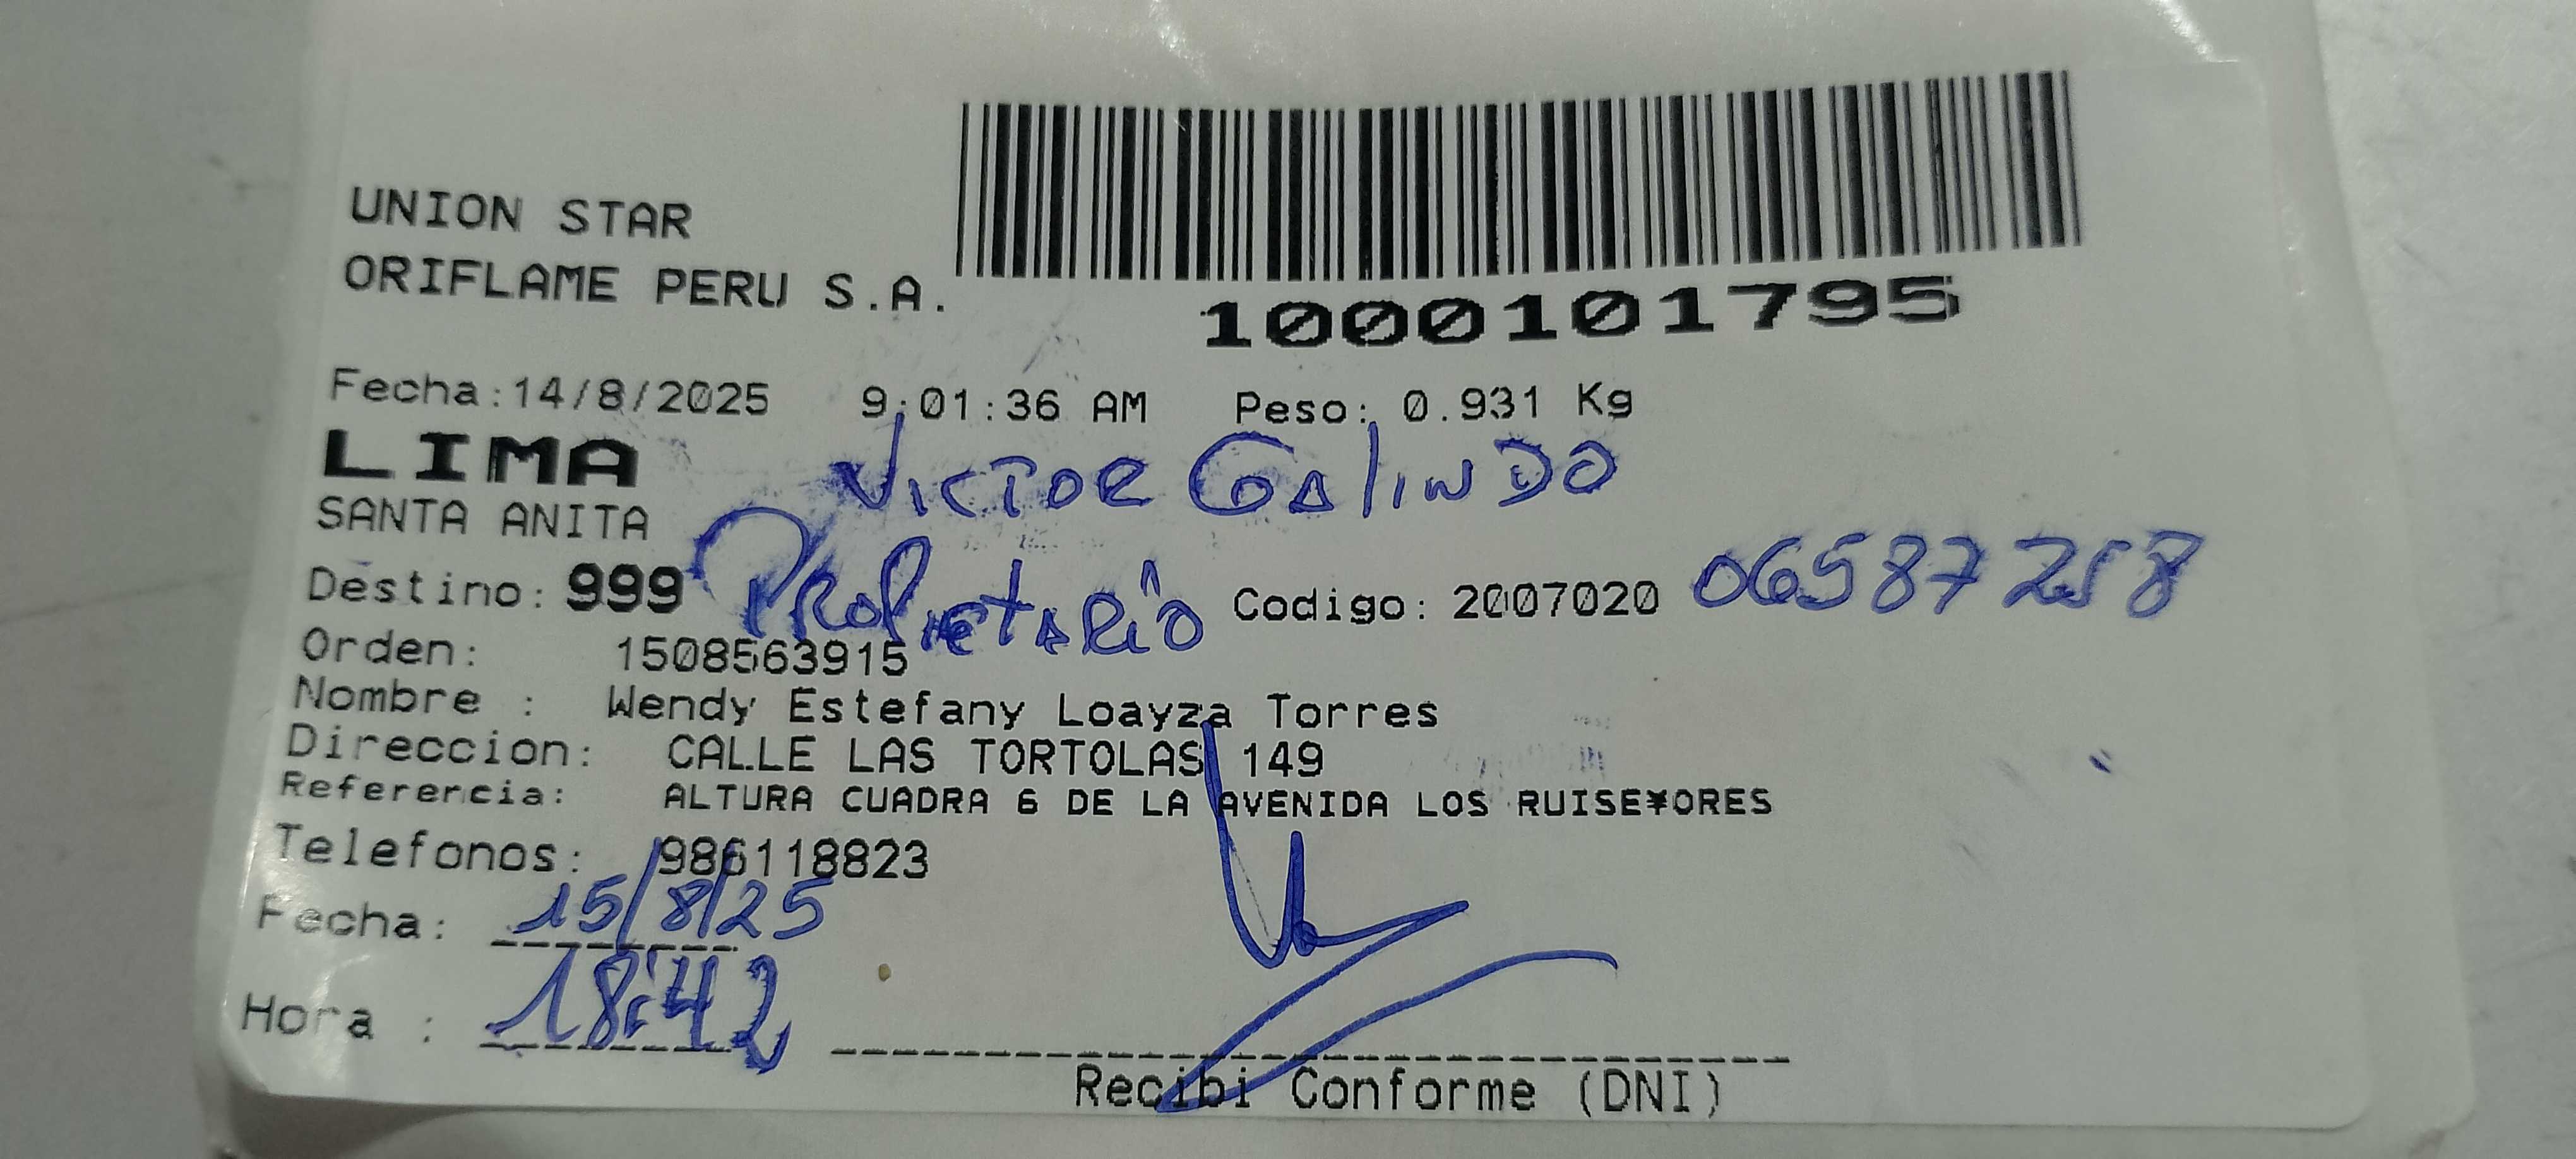 UNION STAR
ORIFLAME PERU S.A.
1000101795
Fecha:14/8/2025 9:01:36 AM Peso: 0.931 Kg
LIMA
VICTOR GALINDO
SANTA ANITA
PROPIETARIO
Destino: 999 Codigo: 2007020 06587258
Orden: 1508563915
Nombre : Wendy Estefany Loayza Torres
Direccion: CALLE LAS TORTOLAS 149
Referencia: ALTURA CUADRA 6 DE LA AVENIDA LOS RUISE¥ORES
Telefonos: 986118823
Fecha: 15/8/25
Hora : 18:42
Recibi Conforme (DNI)